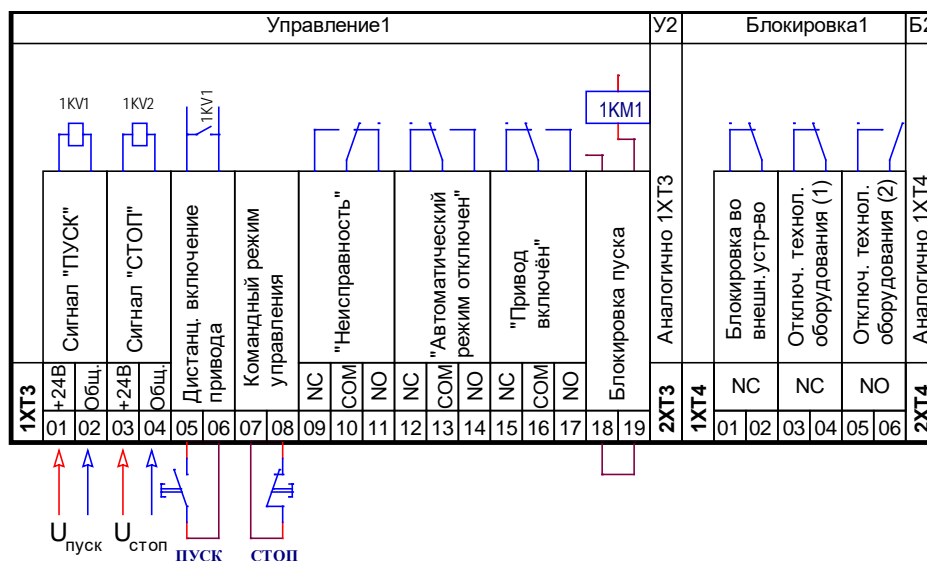 Управление1
У2
Блокировка1
Б2
1KV1
1KV2
1KV1
1KM1
Сигнал "ПУСК"
Сигнал "СТОП"
Дистанц. включение
привода
Командный режим
управления
"Неисправность"
"Автоматический
режим отключен"
"Привод
включён"
Блокировка пуска
Аналогично 1XT3
Блокировка во
внешн.устр-во
Отключ. технол.
оборудования (1)
Отключ. технол.
оборудования (2)
Аналогично 1XT4
1XT3
+24В
Общ.
+24В
Общ.
NC
COM
NO
NC
COM
NO
NC
COM
NO
2XT3
1XT4
NC
NC
NO
2XT4
01 02 03 04 05 06 07 08 09 10 11 12 13 14 15 16 17 18 19
01 02 03 04 05 06
Uпуск
Uстоп
ПУСК
СТОП